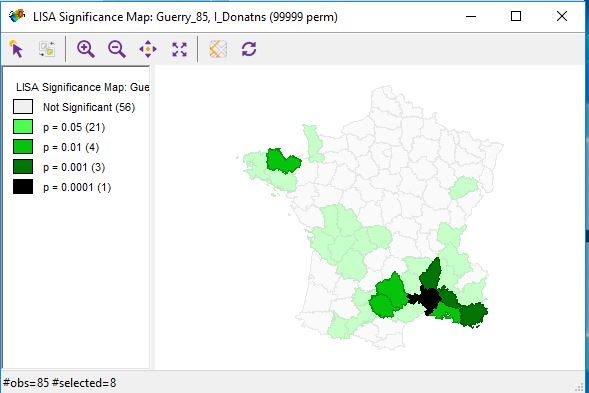 LISA Significance Map: Guerry_85, I_Donatns (99999 perm)
LISA Significance Map: Gue
Not Significant (56)
p = 0.05 (21)
p = 0.01 (4)
p = 0.001 (3)
p = 0.0001 (1)
#obs=85 #selected=8